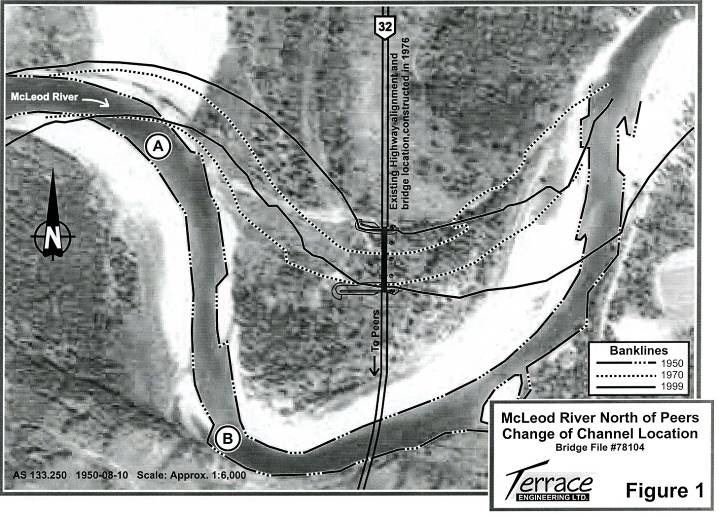 32
Existing Highway alignment and
bridge location, constructed in 1976
McLeod River
A
N
To Peers
B
Banklines
1950
1970
1999
McLeod River North of Peers
Change of Channel Location
Bridge File #78104
Terrace
ENGINEERING LTD.
Figure 1
AS 133.250 1950-08-10 Scale: Approx. 1:6,000